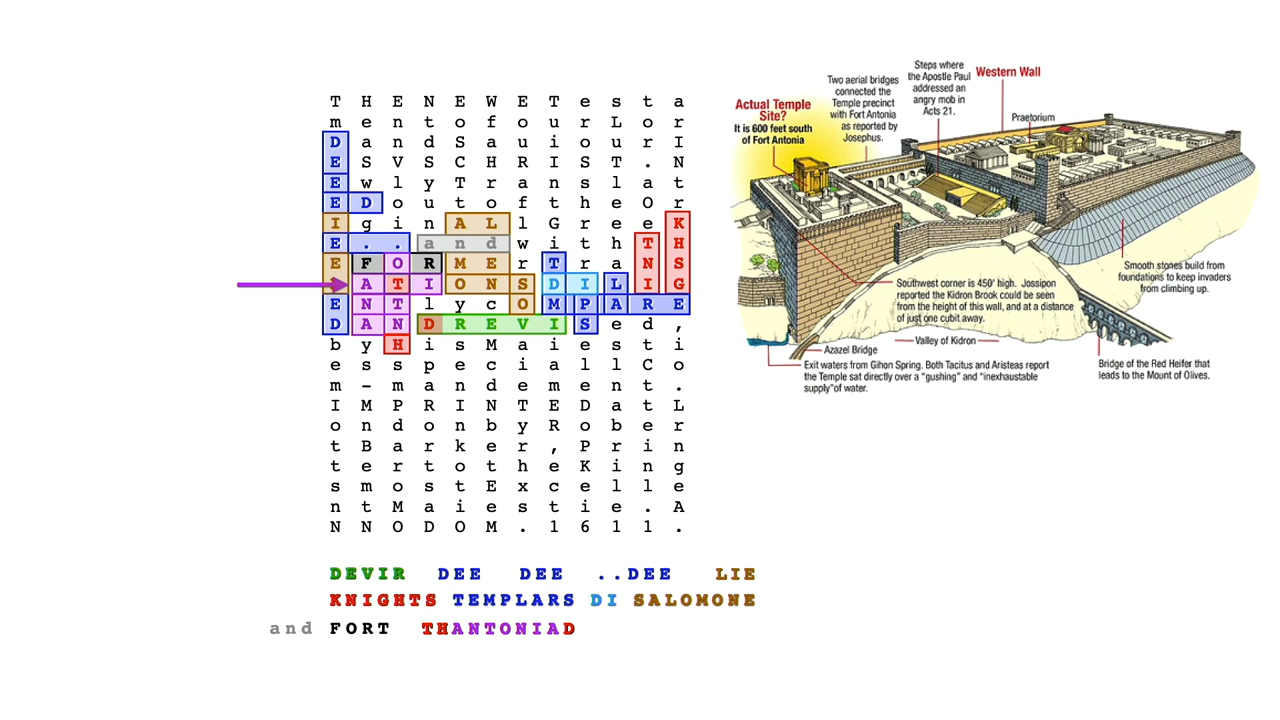 T H E N E W E T e s t a
m e n t o f o u r L o r
D a n d S a u i o u r I
E S V S C H R I S T . N
E w l y T r a n s l a t
E D o u t o f t h e O r
I g i n A L l G r e e K
E . . a n d w i t h T H
E F O R M E r T r a N S
A T I O N S D I L I G
E N T l y c O M P A R E
D A N D R E V I S e d ,
b y H i s M a i e s t i
e s s p e c i a l l C o
m - m a n d e m e n t .
I M P R I N T E D a t L
o n d o n b y R o b e r
t B a r k e r , P r i n
t e r t o t h e K i n g
s m o s t E x c e l l e
n t M a i e s t i e . A
N N O D O M . 1 6 1 1 .
DEVIR DEE DEE ..DEE LIE
KNIGHTS TEMPLARS DI SALOMONE
and FORT THANTONIAD
Actual Temple
Site?
It is 600 feet south
of Fort Antonia
Two aerial bridges
connected the
Temple precinct
with Fort Antonia
as reported by
Josephus.
Steps where
the Apostle Paul
addressed an
angry mob in
Acts 21.
Western Wall
Praetorium
Smooth stones build from
foundations to keep invaders
from climbing up.
Southwest corner is 450' high. Jossipon
reported the Kidron Brook could be seen
from the height of this wall, and at a distance
of just one cubit away.
Valley of Kidron
Azazel Bridge
Exit waters from Gihon Spring. Both Tacitus and Aristeas report
the Temple sat directly over a "gushing" and "inexhaustable
supply"of water.
Bridge of the Red Heifer that
leads to the Mount of Olives.